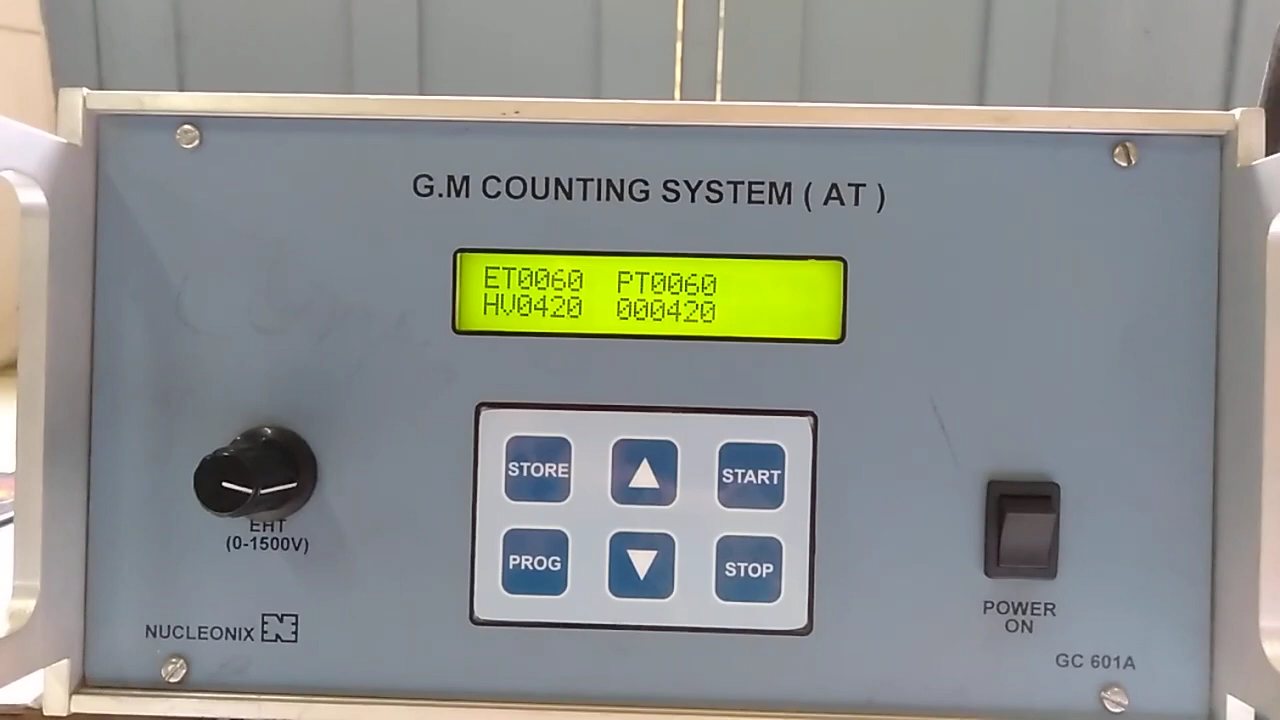 G.M COUNTING SYSTEM ( AT )
ET0060 PT0060
HV0420 000420
STORE
START
PROG
STOP
EHT
(0-1500V)
NUCLEONIX
POWER
ON
GC 601A